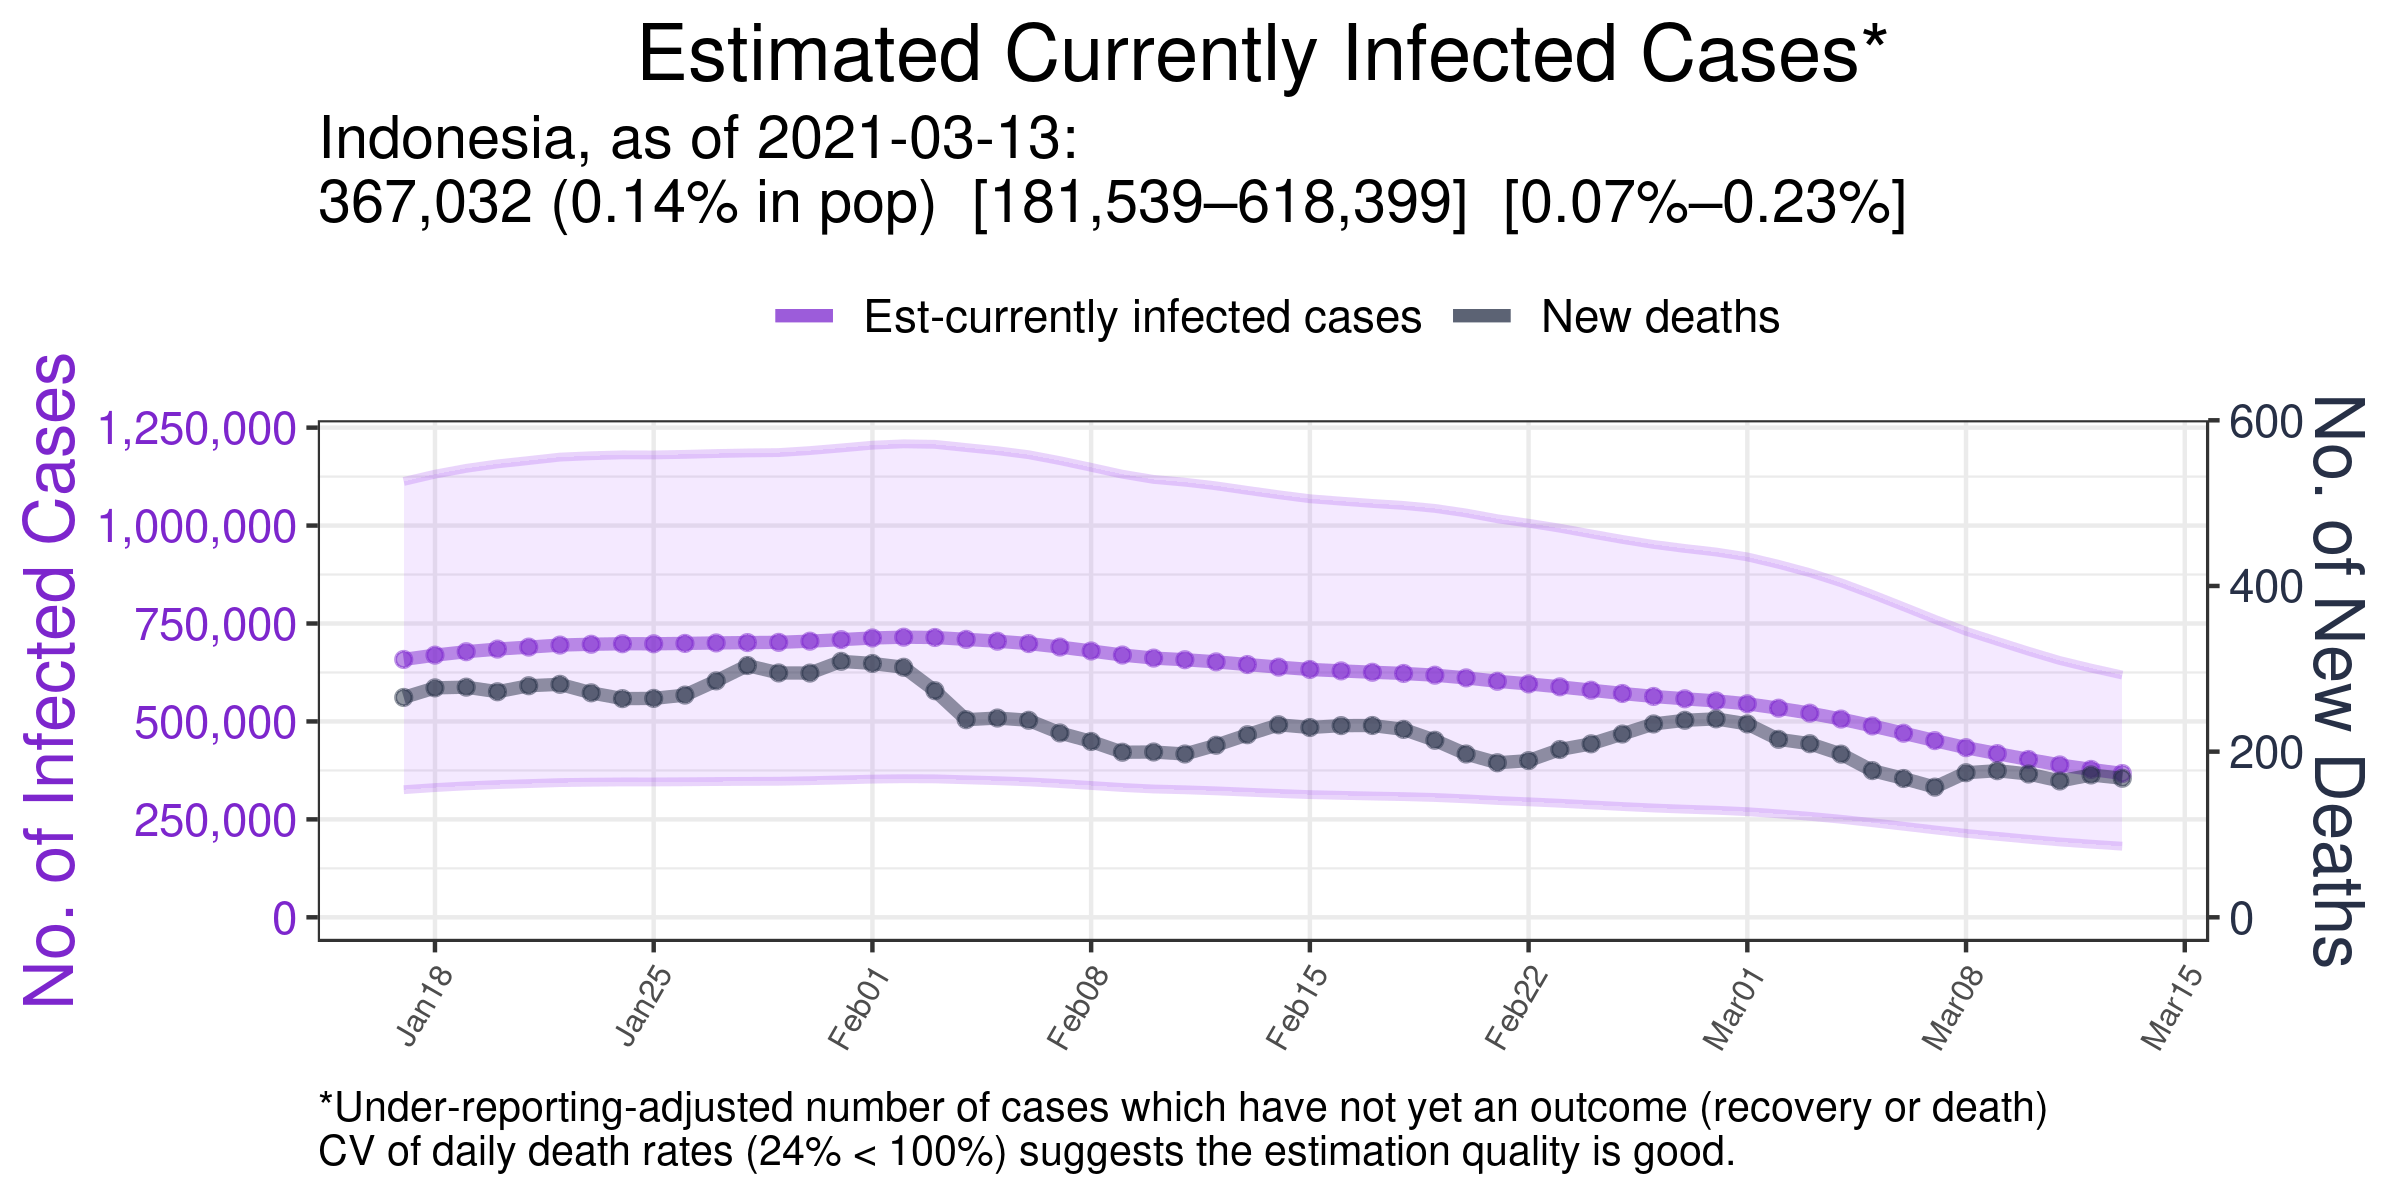 Estimated Currently Infected Cases*
Indonesia, as of 2021-03-13:
367,032 (0.14% in pop) [181,539–618,399] [0.07%–0.23%]
Est-currently infected cases
New deaths
No. of Infected Cases
1,250,000
1,000,000
750,000
500,000
250,000
0
600
400
200
0
No. of New Deaths
Jan18
Jan25
Feb01
Feb08
Feb15
Feb22
Mar01
Mar08
Mar15
*Under-reporting-adjusted number of cases which have not yet an outcome (recovery or death)
CV of daily death rates (24% < 100%) suggests the estimation quality is good.